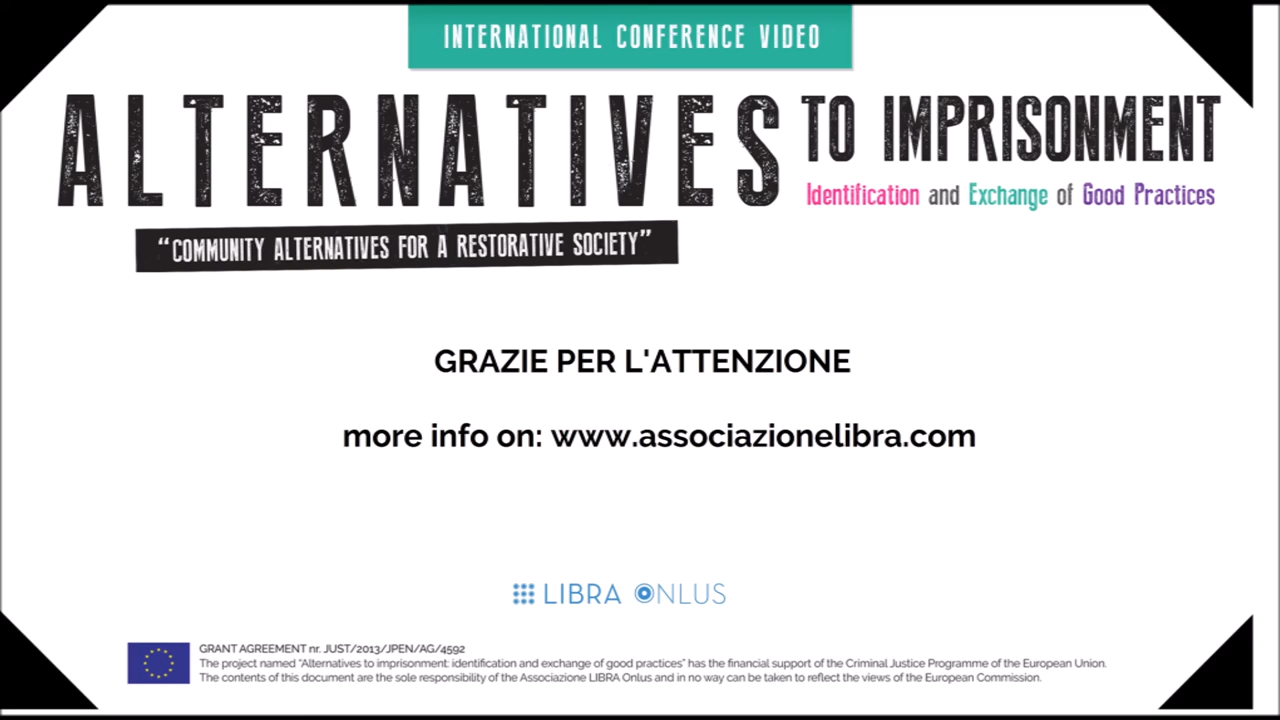 INTERNATIONAL CONFERENCE VIDEO
ALTERNATIVES TO IMPRISONMENT
Identification and Exchange of Good Practices
“COMMUNITY ALTERNATIVES FOR A RESTORATIVE SOCIETY”
GRAZIE PER L'ATTENZIONE
more info on: www.associazionelibra.com
LIBRA ONLUS
GRANT AGREEMENT nr. JUST/2013/JPEN/AG/4592
The project named “Alternatives to imprisonment: identification and exchange of good practices” has the financial support of the Criminal Justice Programme of the European Union.
The contents of this document are the sole responsibility of the Associazione LIBRA Onlus and in no way can be taken to reflect the views of the European Commission.